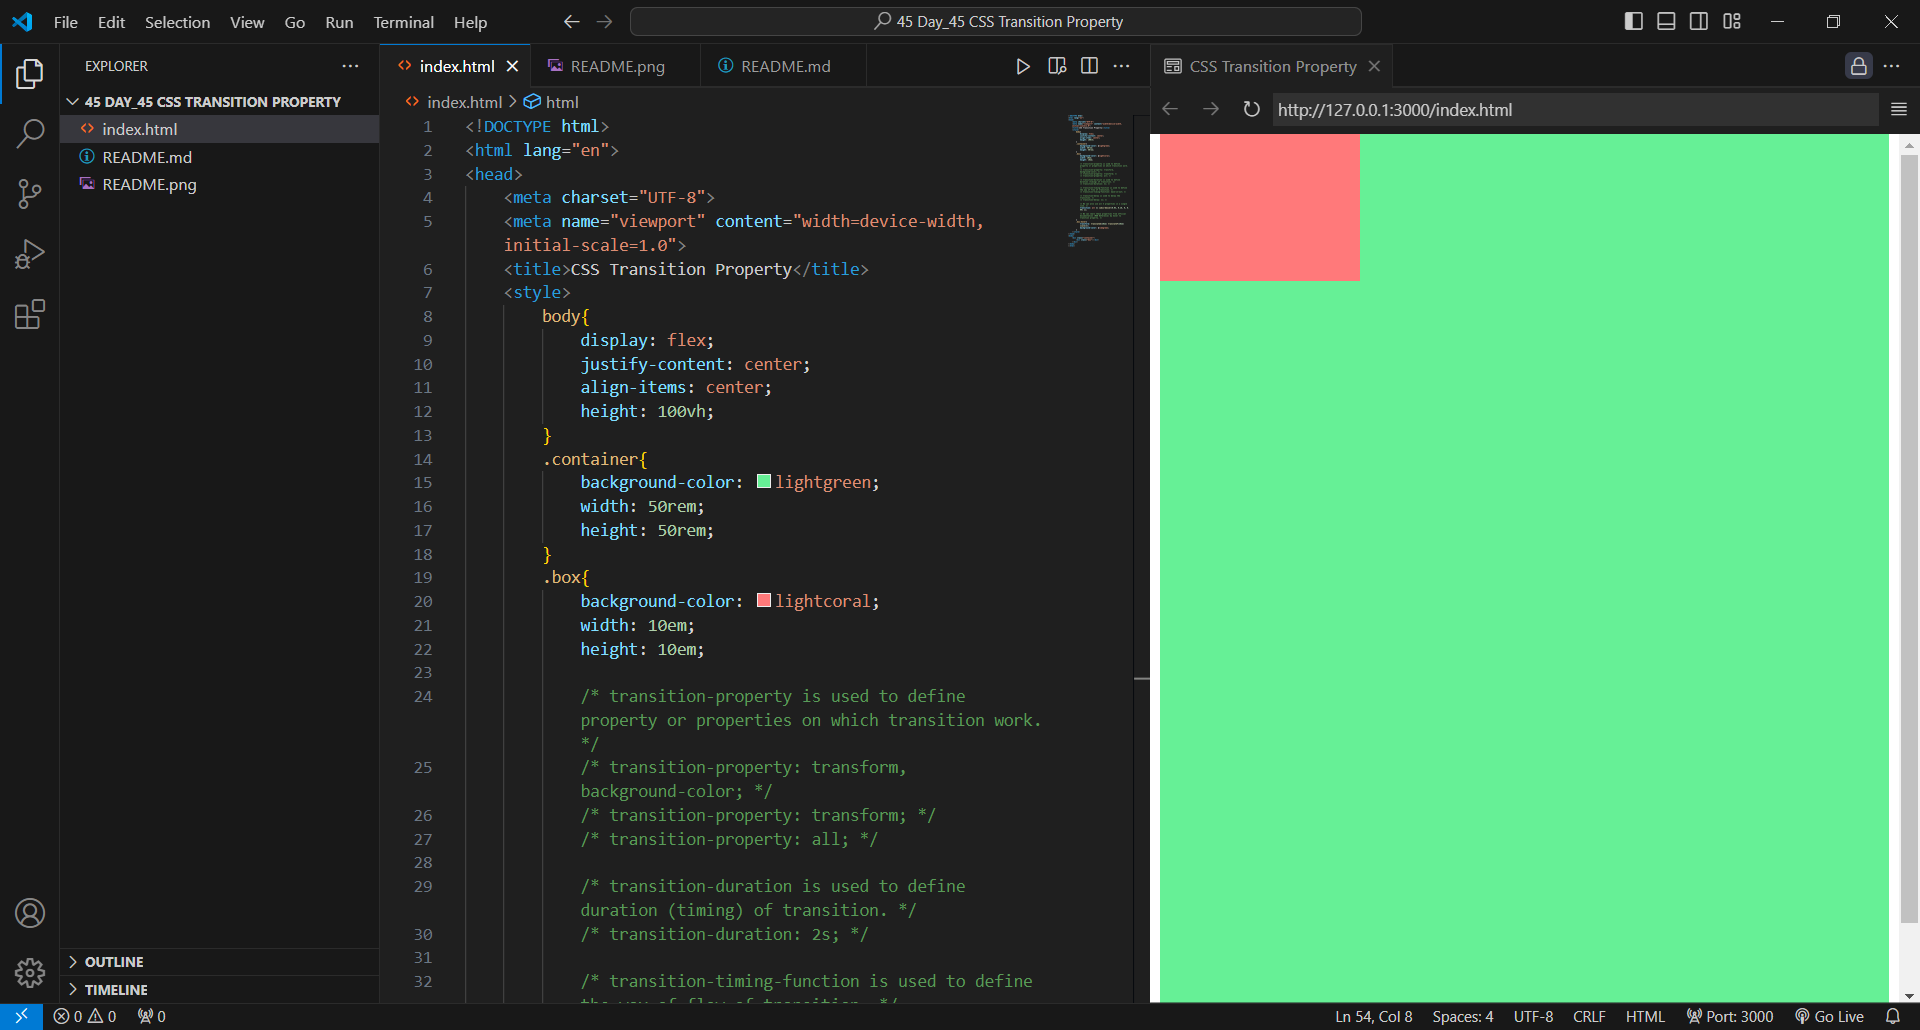 File Edit Selection View Go Run Terminal Help
45 Day_45 CSS Transition Property
EXPLORER
45 DAY_45 CSS TRANSITION PROPERTY
index.html
README.md
README.png
OUTLINE
TIMELINE
index.html README.png README.md
index.html > html
1 <!DOCTYPE html>
2 <html lang="en">
3 <head>
4 <meta charset="UTF-8">
5 <meta name="viewport" content="width=device-width,
initial-scale=1.0">
6 <title>CSS Transition Property</title>
7 <style>
8 body{
9 display: flex;
10 justify-content: center;
11 align-items: center;
12 height: 100vh;
13 }
14 .container{
15 background-color: lightgreen;
16 width: 50rem;
17 height: 50rem;
18 }
19 .box{
20 background-color: lightcoral;
21 width: 10em;
22 height: 10em;
23
24 /* transition-property is used to define
property or properties on which transition work.
*/
25 /* transition-property: transform,
background-color; */
26 /* transition-property: transform; */
27 /* transition-property: all; */
28
29 /* transition-duration is used to define
duration (timing) of transition. */
30 /* transition-duration: 2s; */
31
32 /* transition-timing-function is used to define
the way of flow of transition. */
CSS Transition Property
http://127.0.0.1:3000/index.html
0 0 0
Ln 54, Col 8 Spaces: 4 UTF-8 CRLF HTML Port: 3000 Go Live